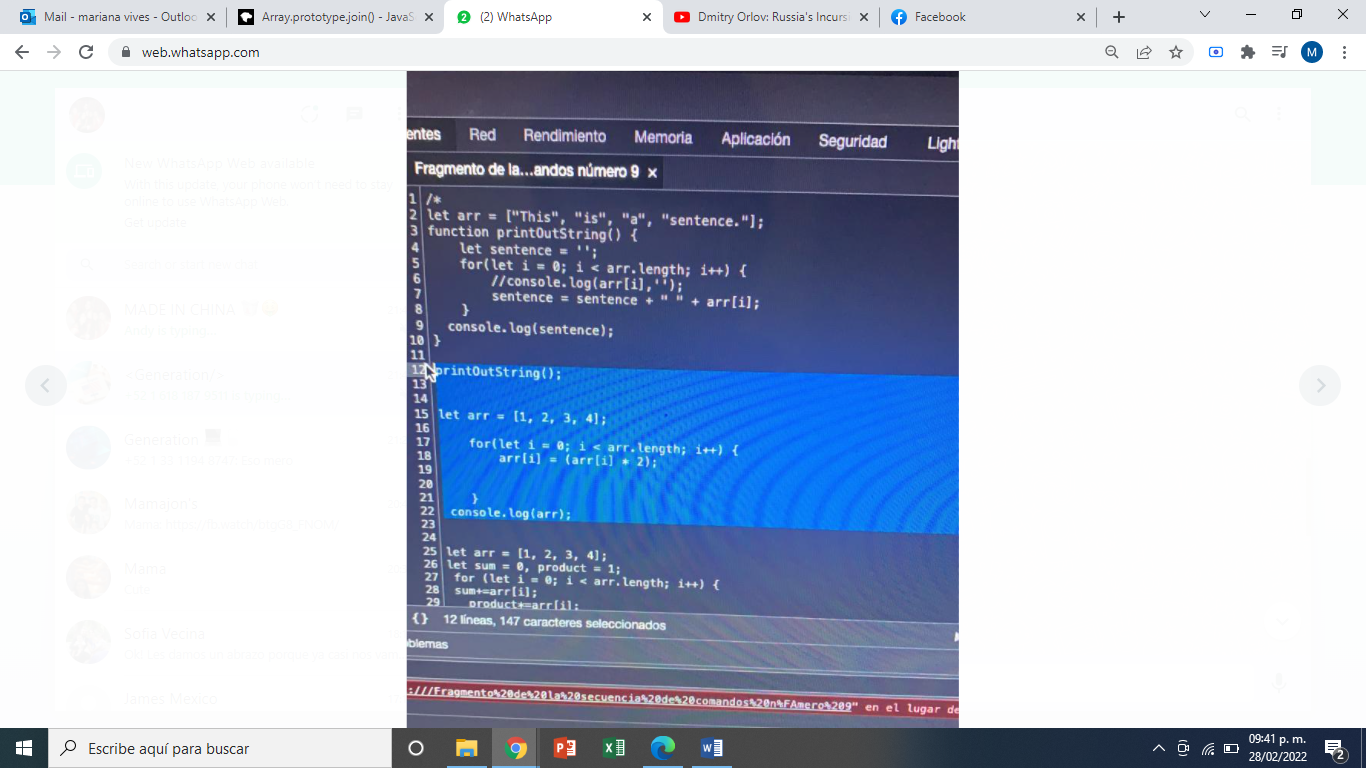 Mail - mariana vives - Outloo
Array.prototype.join() - JavaS
(2) WhatsApp
Dmitry Orlov: Russia's Incursi
Facebook
web.whatsapp.com
M
New WhatsApp Web available
With this update, your phone won't need to stay
online to use WhatsApp Web.
Get update
MADE IN CHINA
Andy is typing...
<Generation/>
Generation
Mamajon's
Mama
Sofia Vecina
James Mexico
entes Red Rendimiento Memoria Aplicación Seguridad Light
Fragmento de la...andos número 9 ×
1 /*
2 let arr = ["This", "is", "a", "sentence."];
3 function printOutString() {
4 let sentence = '';
5 for(let i = 0; i < arr.length; i++) {
6 //console.log(arr[i],'');
7 sentence = sentence + " " + arr[i];
8 }
9 console.log(sentence);
10 }
11
12 printOutString();
13
14
15 let arr = [1, 2, 3, 4];
16
17 for(let i = 0; i < arr.length; i++) {
18 arr[i] = (arr[i] * 2);
19
20
21 }
22 console.log(arr);
23
24
25 let arr = [1, 2, 3, 4];
26 let sum = 0, product = 1;
27 for (let i = 0; i < arr.length; i++) {
28 sum+=arr[i];
29 product*=arr[i];
{} 12 líneas, 147 caracteres seleccionados
oblemas
:///Fragmento%20de%20la%20secuencia%20de%20comandos%20n%FAmero%209" en el lugar de
Escribe aquí para buscar
09:41 p. m.
28/02/2022
2